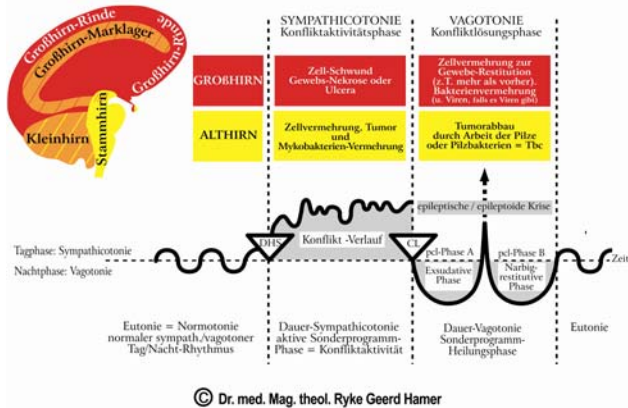 SYMPATHICOTONIE
Konfliktaktivitätsphase
VAGOTONIE
Konfliktlösungsphase
Großhirn-Rinde
Großhirn-Marklager
Großhirn-Rinde
Stammhirn
Kleinhirn
GROßHIRN
Zell-Schwund
Gewebs-Nekrose oder
Ulcera
Zellvermehrung zur
Gewebe-Restitution
(z.T. mehr als vorher).
Bakterienvermehrung
(u. Viren, falls es Viren gibt)
ALTHIRN
Zellvermehrung, Tumor
und
Mykobakterien-Vermehrung
Tumorabbau
durch Arbeit der Pilze
oder Pilzbakterien = Tbc
epileptische / epileptoide Krise
DHS
Konflikt -Verlauf
CL
Tagphase: Sympathicotonie
Nachtphase: Vagotonie
pcl-Phase A
pcl-Phase B
Zeit
Exsudative
Phase
Narbig-
restitutive
Phase
Eutonie = Normotonie
normaler sympath./vagotoner
Tag/Nacht-Rhythmus
Dauer-Sympathicotonie
aktive Sonderprogramm-
Phase = Konfliktaktivität
Dauer-Vagotonie
Sonderprogramm-
Heilungsphase
Eutonie
© Dr. med. Mag. theol. Ryke Geerd Hamer